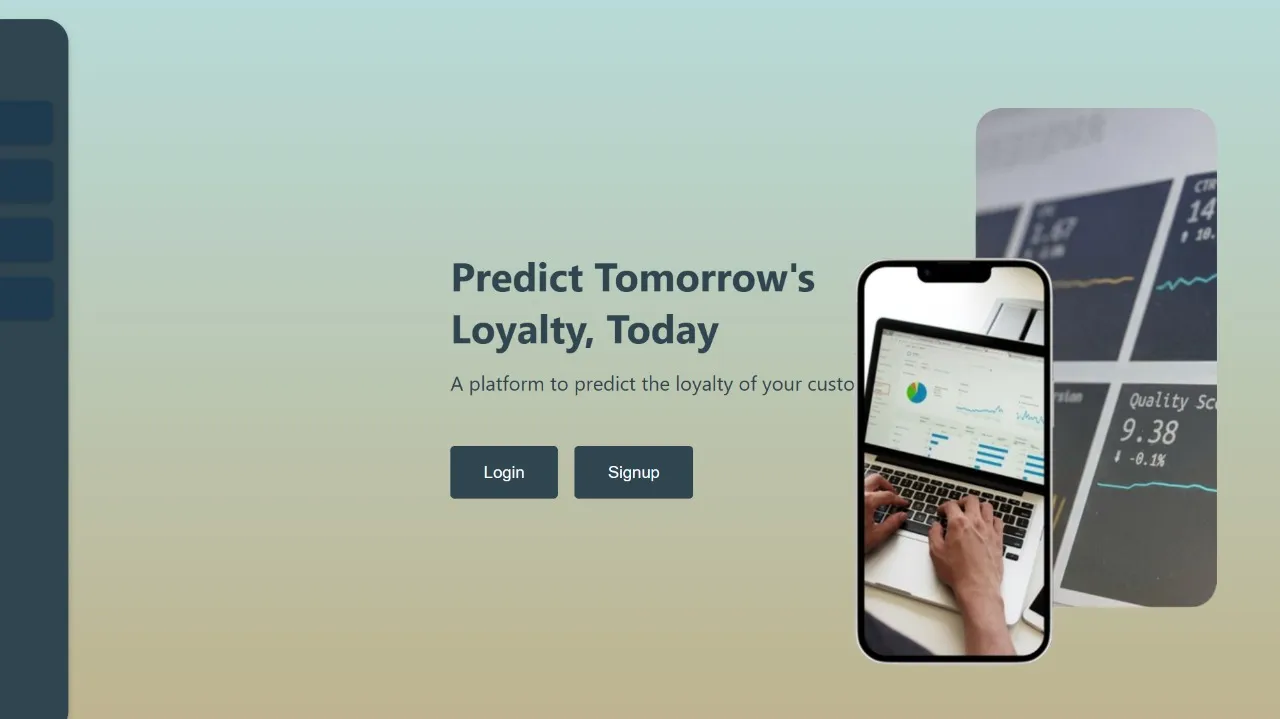 Predict Tomorrow's
Loyalty, Today
A platform to predict the loyalty of your custo
Login
Signup
CTR
14
10.
1.67
Quality Sc
9.38
-0.1%